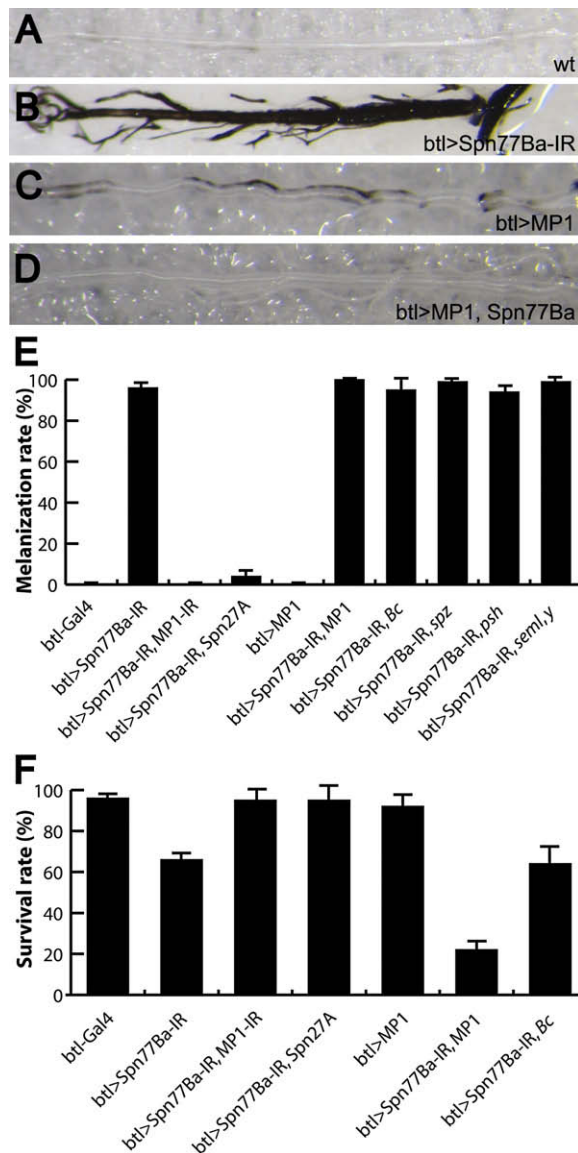 A
wt
B
btl>Spn77Ba-IR
C
btl>MP1
D
btl>MP1, Spn77Ba
E
Melanization rate (%)
100
80
60
40
20
0
btl-Gal4
btl>Spn77Ba-IR
btl>Spn77Ba-IR, MP1-IR
btl>Spn77Ba-IR, Spn27A
btl>MP1
btl>Spn77Ba-IR, MP1
btl>Spn77Ba-IR, Bc
btl>Spn77Ba-IR, spz
btl>Spn77Ba-IR, psh
btl>Spn77Ba-IR, seml, y
F
Survival rate (%)
100
80
60
40
20
0
btl-Gal4
btl>Spn77Ba-IR
btl>Spn77Ba-IR, MP1-IR
btl>Spn77Ba-IR, Spn27A
btl>MP1
btl>Spn77Ba-IR, MP1
btl>Spn77Ba-IR, Bc